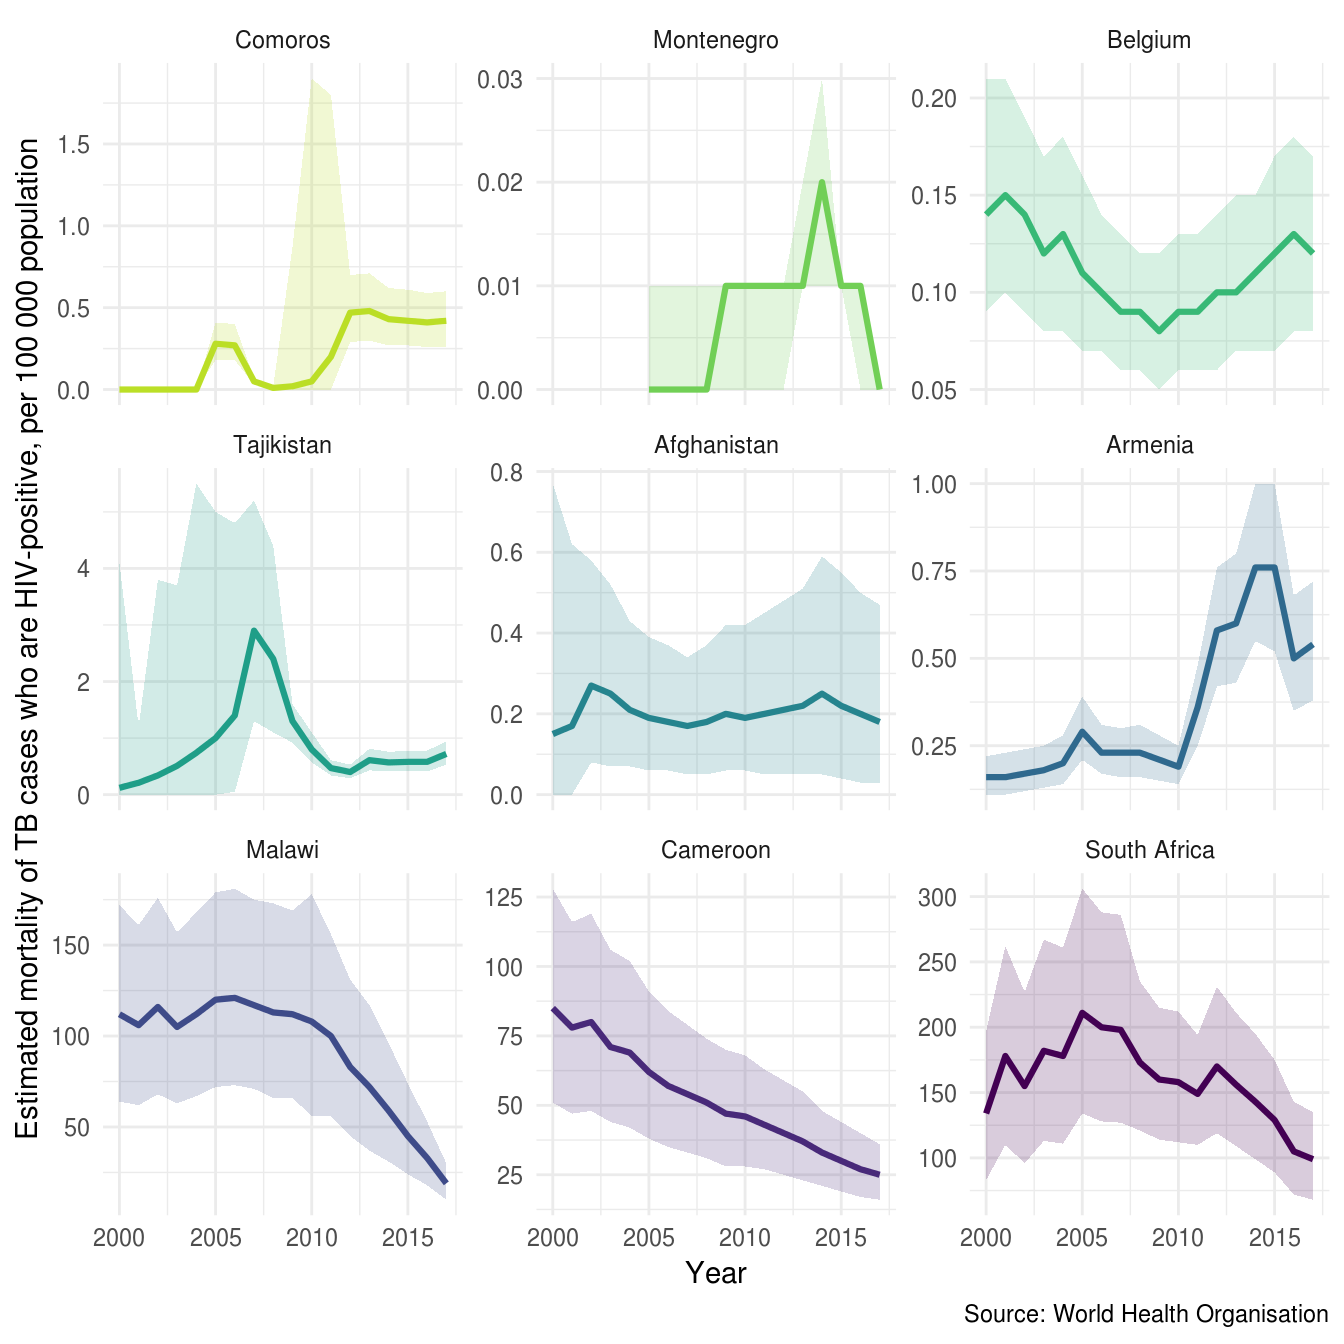 Comoros Montenegro Belgium
0.0 0.5 1.0 1.5
0.00 0.01 0.02 0.03
0.05 0.10 0.15 0.20
Tajikistan Afghanistan Armenia
0 2 4
0.0 0.2 0.4 0.6 0.8
0.25 0.50 0.75 1.00
Malawi Cameroon South Africa
50 100 150
25 50 75 100 125
100 150 200 250 300
2000 2005 2010 2015 2000 2005 2010 2015 2000 2005 2010 2015
Year
Estimated mortality of TB cases who are HIV-positive, per 100 000 population
Source: World Health Organisation